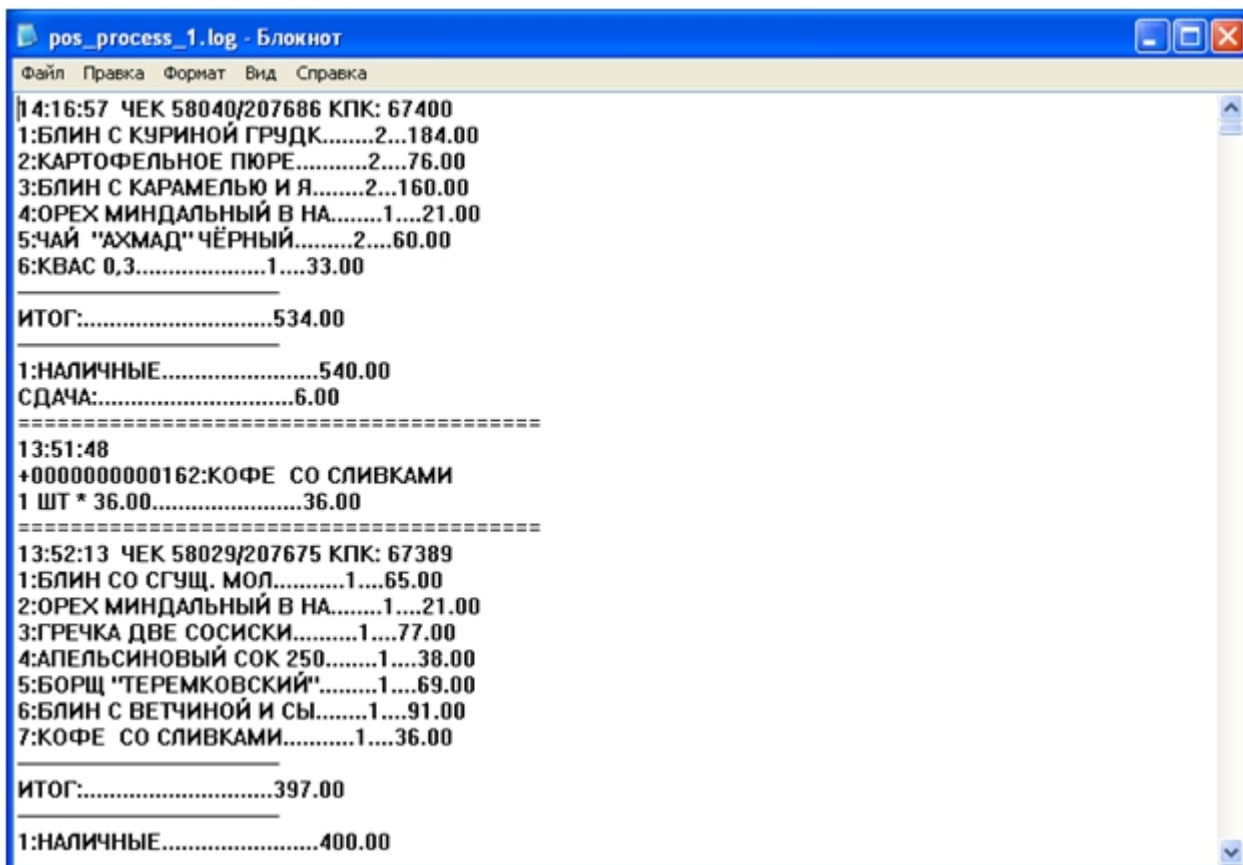 pos_process_1.log - Блокнот
Файл Правка Формат Вид Справка
14:16:57 ЧЕК 58040/207686 КПК: 67400
1:БЛИН С КУРИНОЙ ГРУДК........2...184.00
2:КАРТОФЕЛЬНОЕ ПЮРЕ...........2....76.00
3:БЛИН С КАРАМЕЛЬЮ И Я........2...160.00
4:ОРЕХ МИНДАЛЬНЫЙ В НА........1....21.00
5:ЧАЙ "АХМАД" ЧЁРНЫЙ.........2....60.00
6:КВАС 0,3....................1....33.00
ИТОГ:.............................534.00
1:НАЛИЧНЫЕ........................540.00
СДАЧА:..............................6.00
========================================
13:51:48
+0000000000162:КОФЕ СО СЛИВКАМИ
1 ШТ * 36.00.......................36.00
========================================
13:52:13 ЧЕК 58029/207675 КПК: 67389
1:БЛИН СО СГУЩ. МОЛ...........1....65.00
2:ОРЕХ МИНДАЛЬНЫЙ В НА........1....21.00
3:ГРЕЧКА ДВЕ СОСИСКИ..........1....77.00
4:АПЕЛЬСИНОВЫЙ СОК 250........1....38.00
5:БОРЩ "ТЕРЕМКОВСКИЙ".........1....69.00
6:БЛИН С ВЕТЧИНОЙ И СЫ........1....91.00
7:КОФЕ СО СЛИВКАМИ...........1....36.00
ИТОГ:.............................397.00
1:НАЛИЧНЫЕ........................400.00